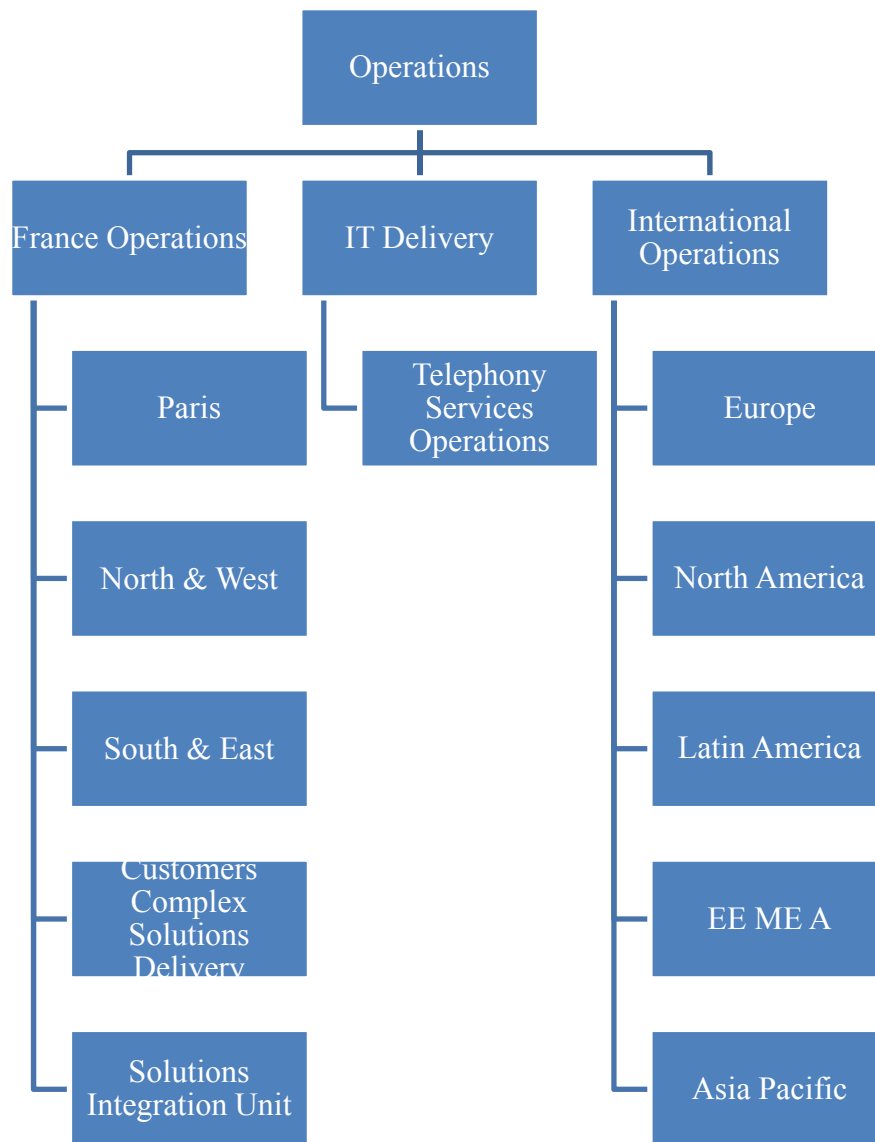 Operations
France Operations
IT Delivery
International
Operations
Paris
Telephony
Services
Operations
Europe
North & West
North America
South & East
Latin America
Customers
Complex
Solutions
Delivery
EE ME A
Solutions
Integration Unit
Asia Pacific